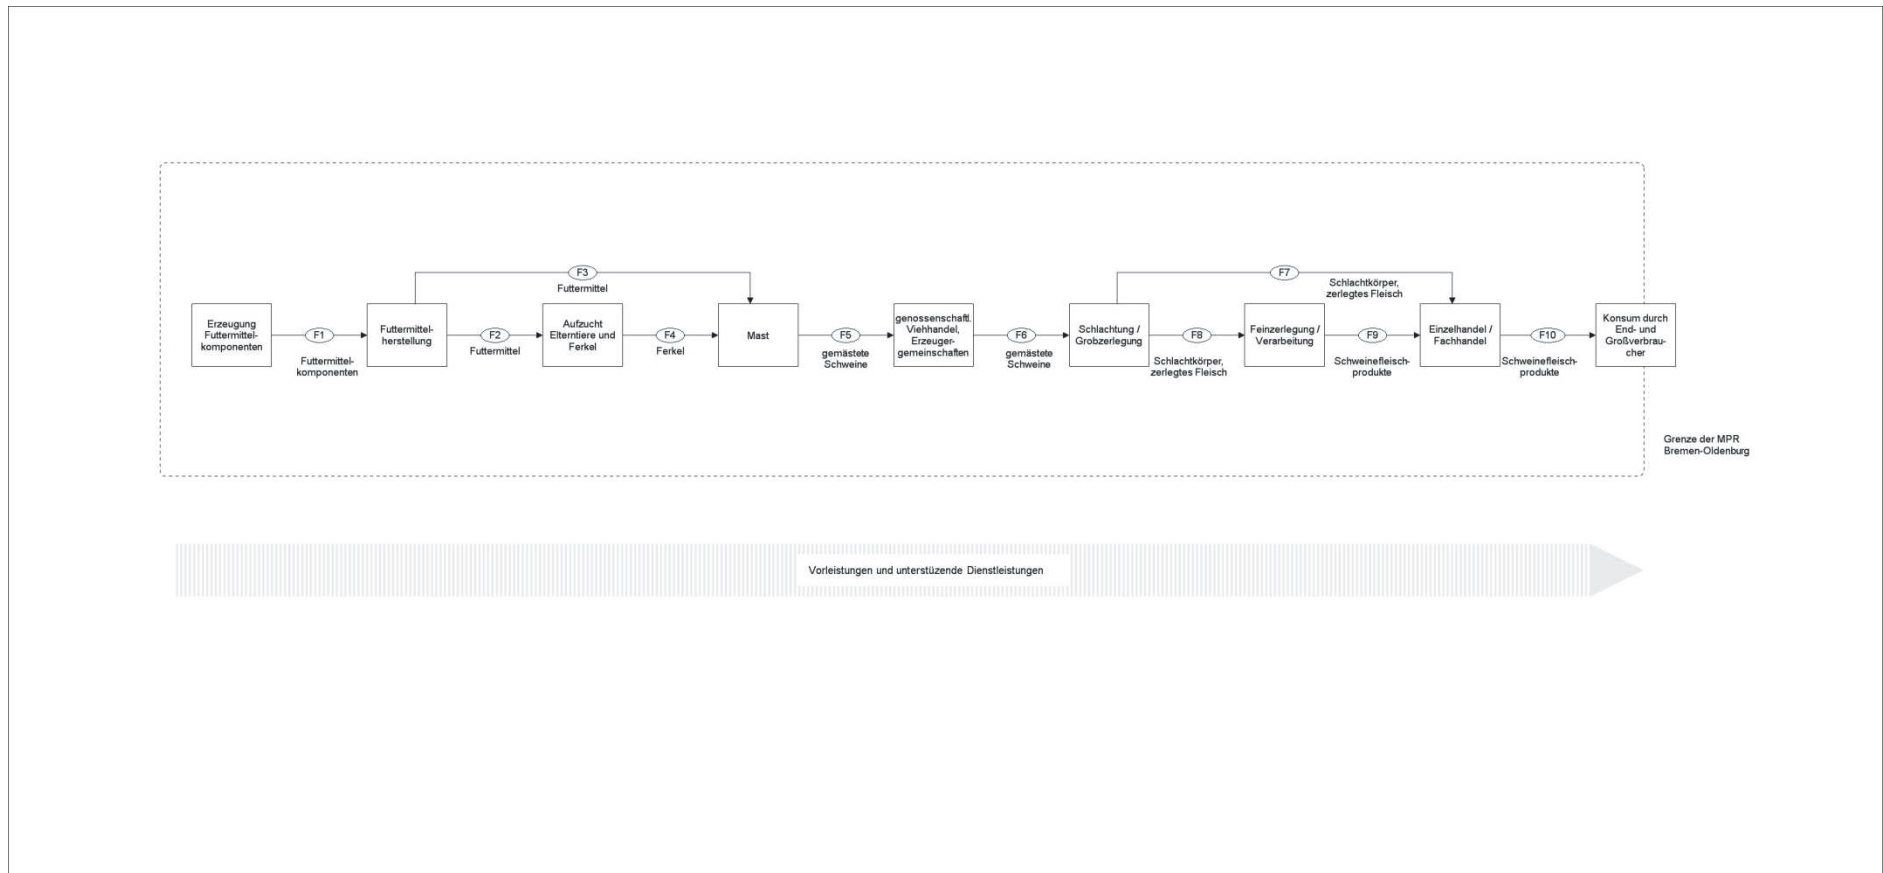 F3
Futtermittel
F7
Schlachtkörper,
zerlegtes Fleisch
Erzeugung
Futtermittel-
komponenten
F1
Futtermittel-
komponenten
Futtermittel-
herstellung
F2
Futtermittel
Aufzucht
Elterntiere und
Ferkel
F4
Ferkel
Mast
F5
gemästete
Schweine
genossenschaftl.
Viehhandel,
Erzeuger-
gemeinschaften
F6
gemästete
Schweine
Schlachtung /
Grobzerlegung
F8
Schlachtkörper,
zerlegtes Fleisch
Feinzerlegung /
Verarbeitung
F9
Schweinefleisch-
produkte
Einzelhandel /
Fachhandel
F10
Schweinefleisch-
produkte
Konsum durch
End- und
Großverbrau-
cher
Grenze der MPR
Bremen-Oldenburg
Vorleistungen und unterstüzende Dienstleistungen